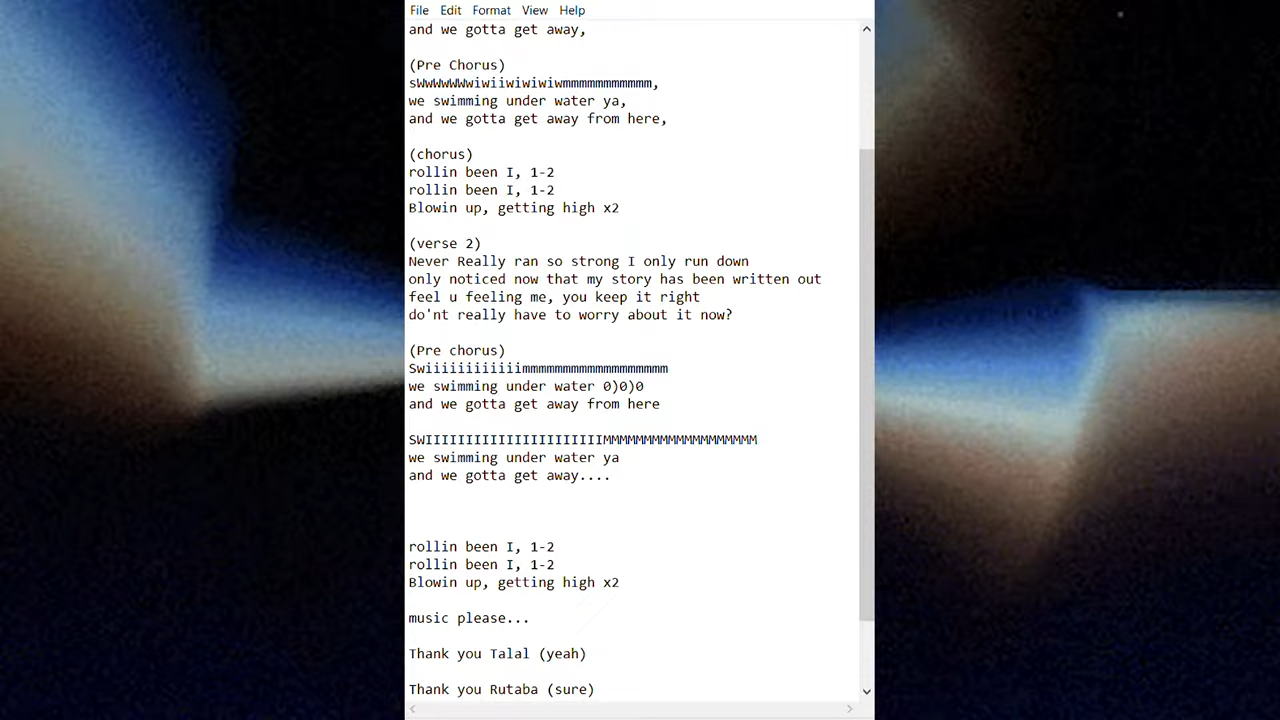 File Edit Format View Help
and we gotta get away,
(Pre Chorus)
sWwWwWwwiwiiwiwiwiwmmmmmmmmmmm,
we swimming under water ya,
and we gotta get away from here,
(chorus)
rollin been I, 1-2
rollin been I, 1-2
Blowin up, getting high x2
(verse 2)
Never Really ran so strong I only run down
only noticed now that my story has been written out
feel u feeling me, you keep it right
do'nt really have to worry about it now?
(Pre chorus)
Swiiiiiiiiiiiimmmmmmmmmmmmmmmmmm
we swimming under water 0)0)0
and we gotta get away from here
SWIIIIIIIIIIIIIIIIIIIIIIMMMMMMMMMMMMMMMMMMM
we swimming under water ya
and we gotta get away....
rollin been I, 1-2
rollin been I, 1-2
Blowin up, getting high x2
music please...
Thank you Talal (yeah)
Thank you Rutaba (sure)